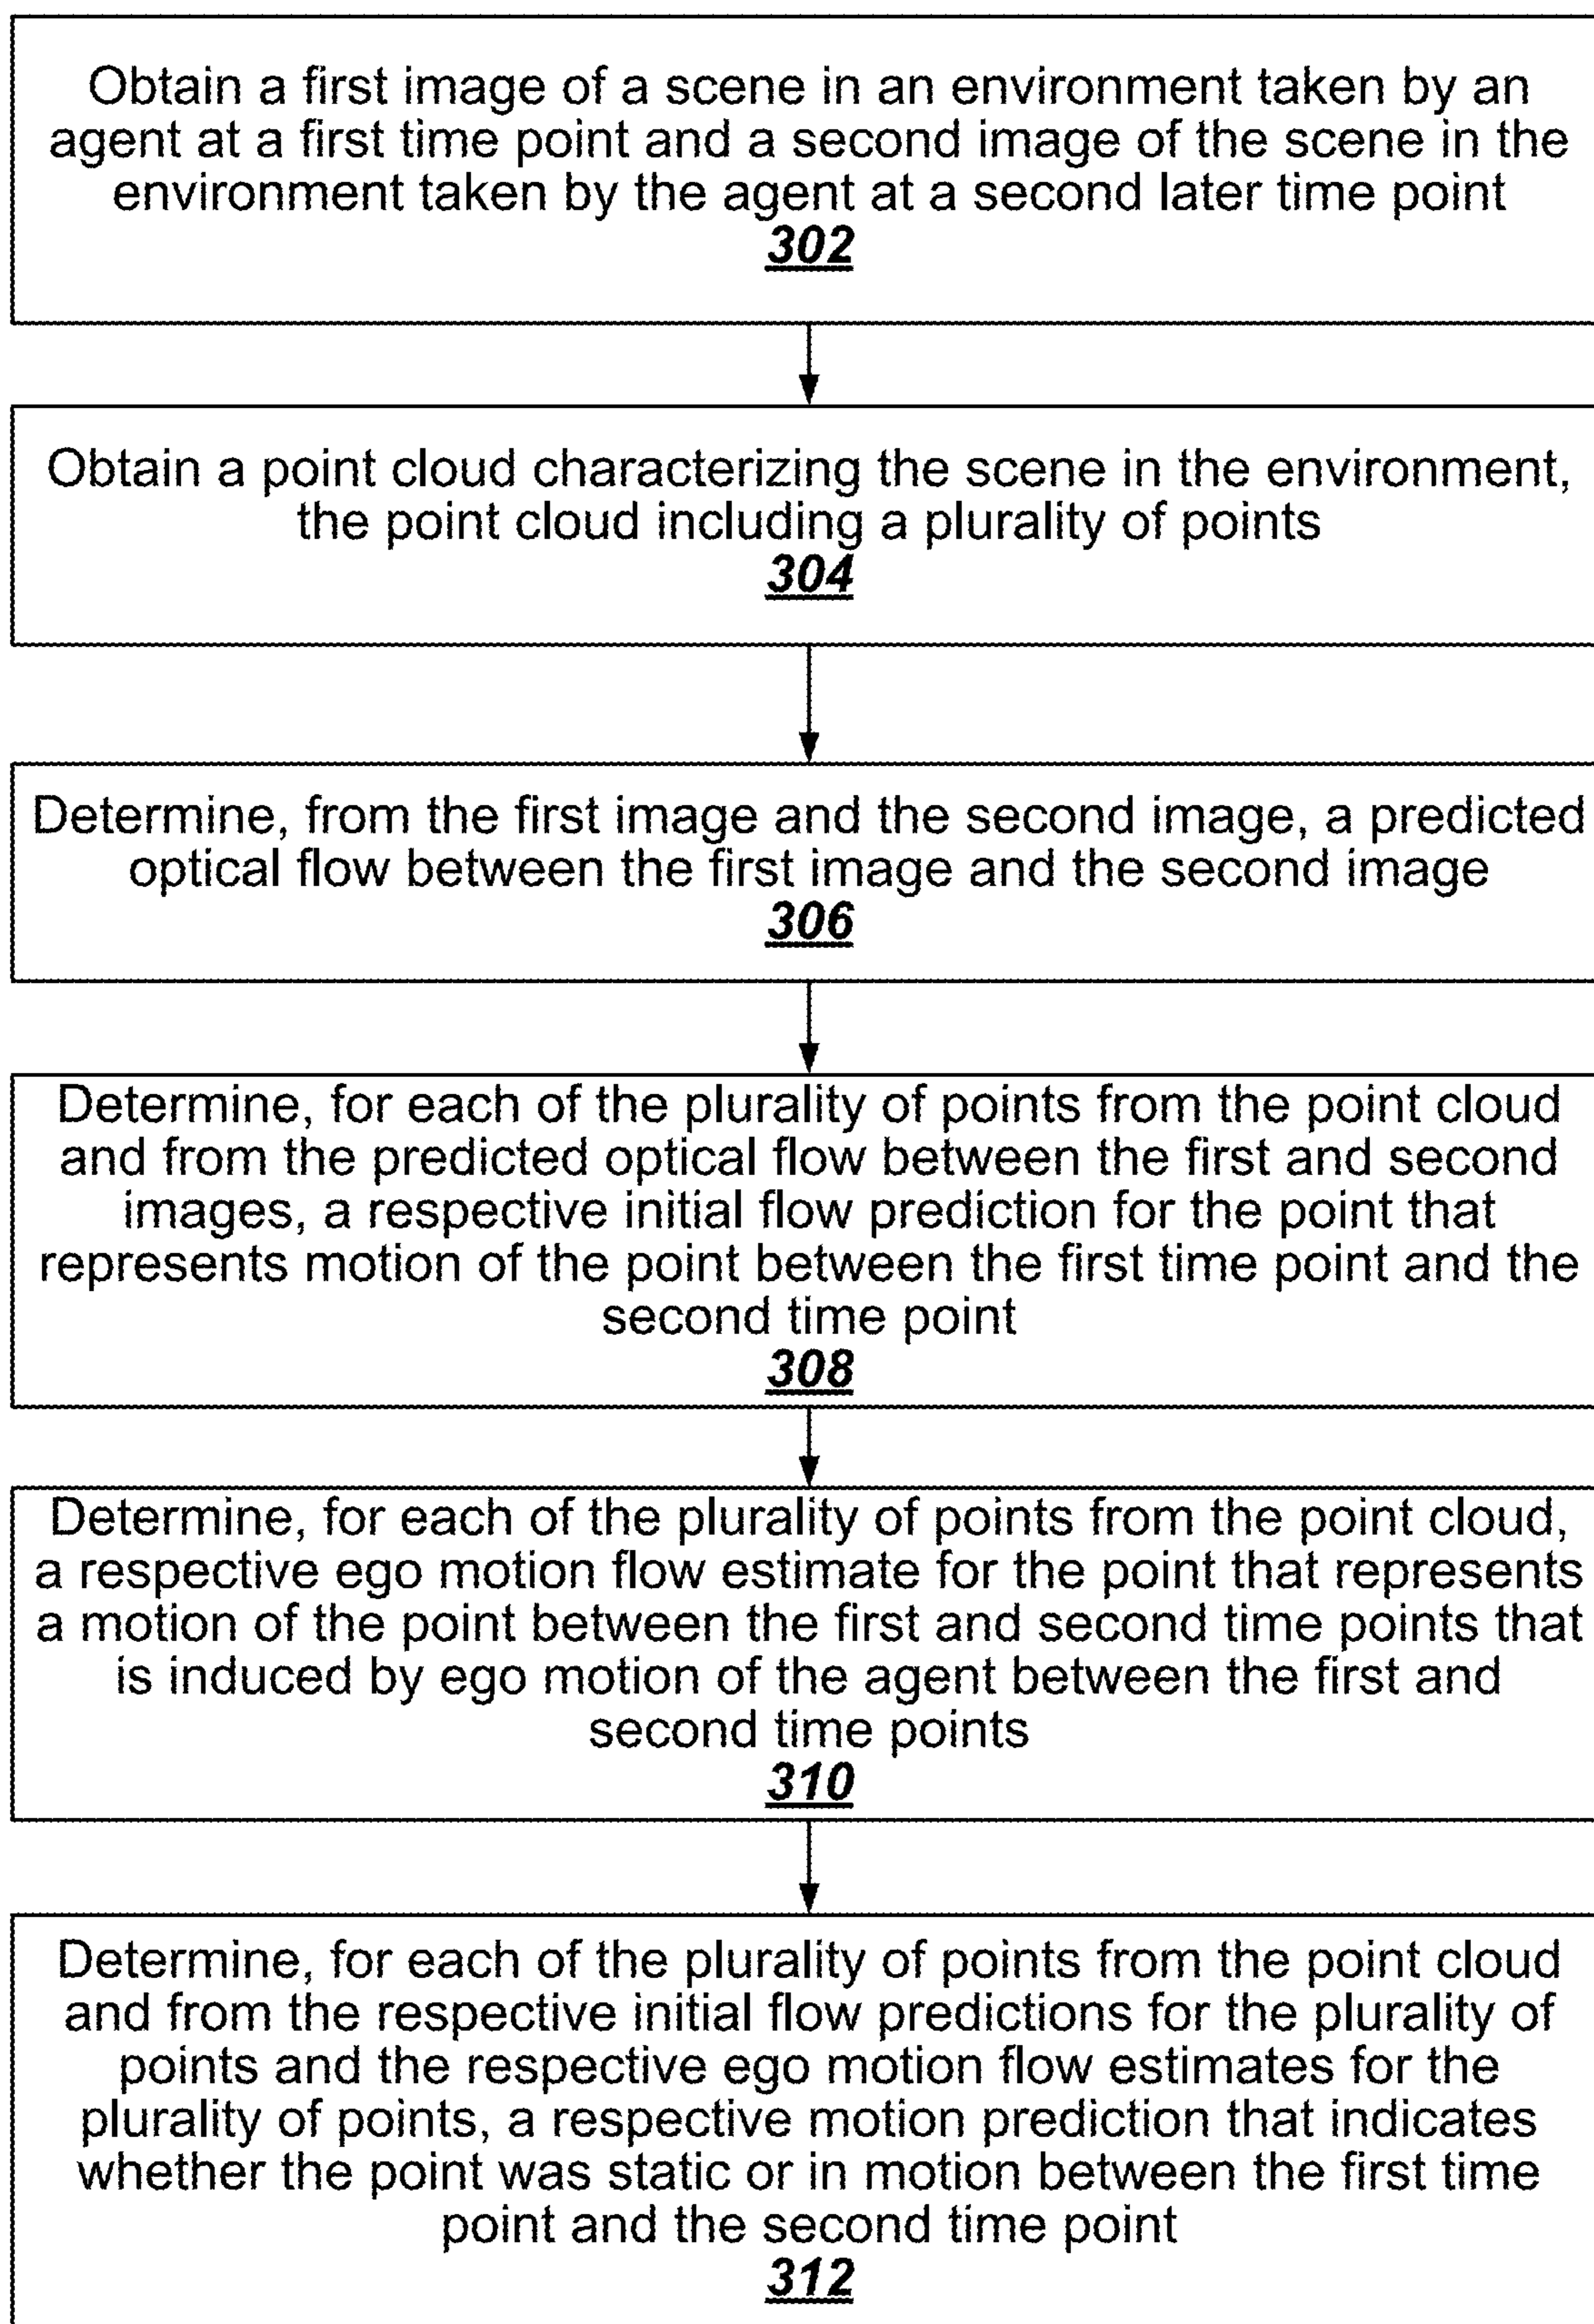 Obtain a first image of a scene in an environment taken by an
agent at a first time point and a second image of the scene in the
environment taken by the agent at a second later time point
302
Obtain a point cloud characterizing the scene in the environment,
the point cloud including a plurality of points
304
Determine, from the first image and the second image, a predicted
optical flow between the first image and the second image
306
Determine, for each of the plurality of points from the point cloud
and from the predicted optical flow between the first and second
images, a respective initial flow prediction for the point that
represents motion of the point between the first time point and the
second time point
308
Determine, for each of the plurality of points from the point cloud,
a respective ego motion flow estimate for the point that represents
a motion of the point between the first and second time points that
is induced by ego motion of the agent between the first and
second time points
310
Determine, for each of the plurality of points from the point cloud
and from the respective initial flow predictions for the plurality of
points and the respective ego motion flow estimates for the
plurality of points, a respective motion prediction that indicates
whether the point was static or in motion between the first time
point and the second time point
312